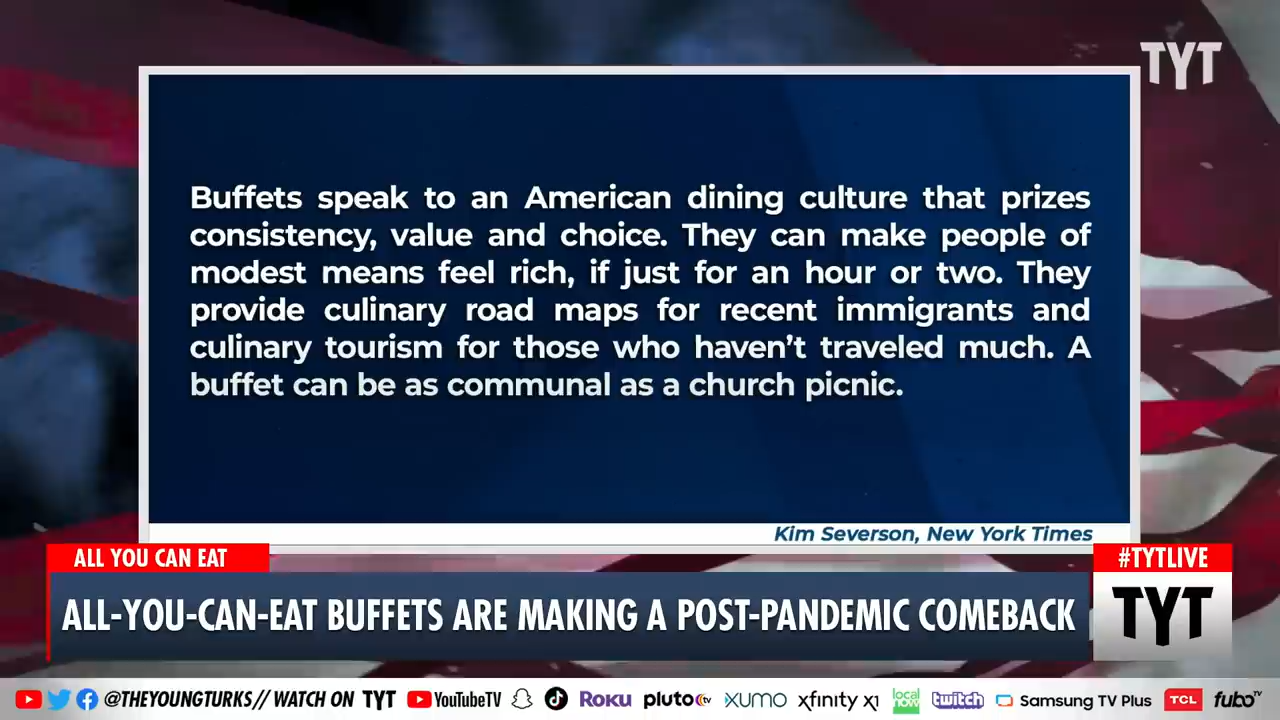 TYT
Buffets speak to an American dining culture that prizes
consistency, value and choice. They can make people of
modest means feel rich, if just for an hour or two. They
provide culinary road maps for recent immigrants and
culinary tourism for those who haven't traveled much. A
buffet can be as communal as a church picnic.
Kim Severson, New York Times
ALL YOU CAN EAT
#TYTLIVE
ALL-YOU-CAN-EAT BUFFETS ARE MAKING A POST-PANDEMIC COMEBACK
TYT
@THEYOUNGTURKS// WATCH ON TYT YouTubeTV Roku pluto tv XUMO xfinity x1 local now twitch Samsung TV Plus TCL fubo TV